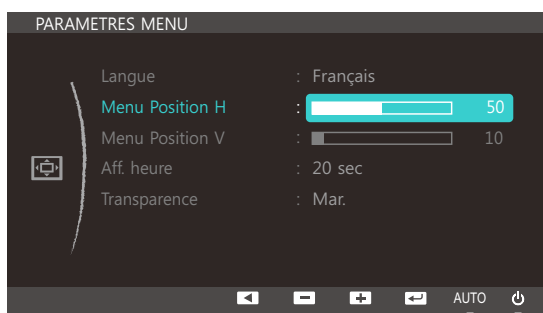 PARAMETRES MENU
Langue : Français
Menu Position H : 50
Menu Position V : 10
Aff. heure : 20 sec
Transparence : Mar.
AUTO